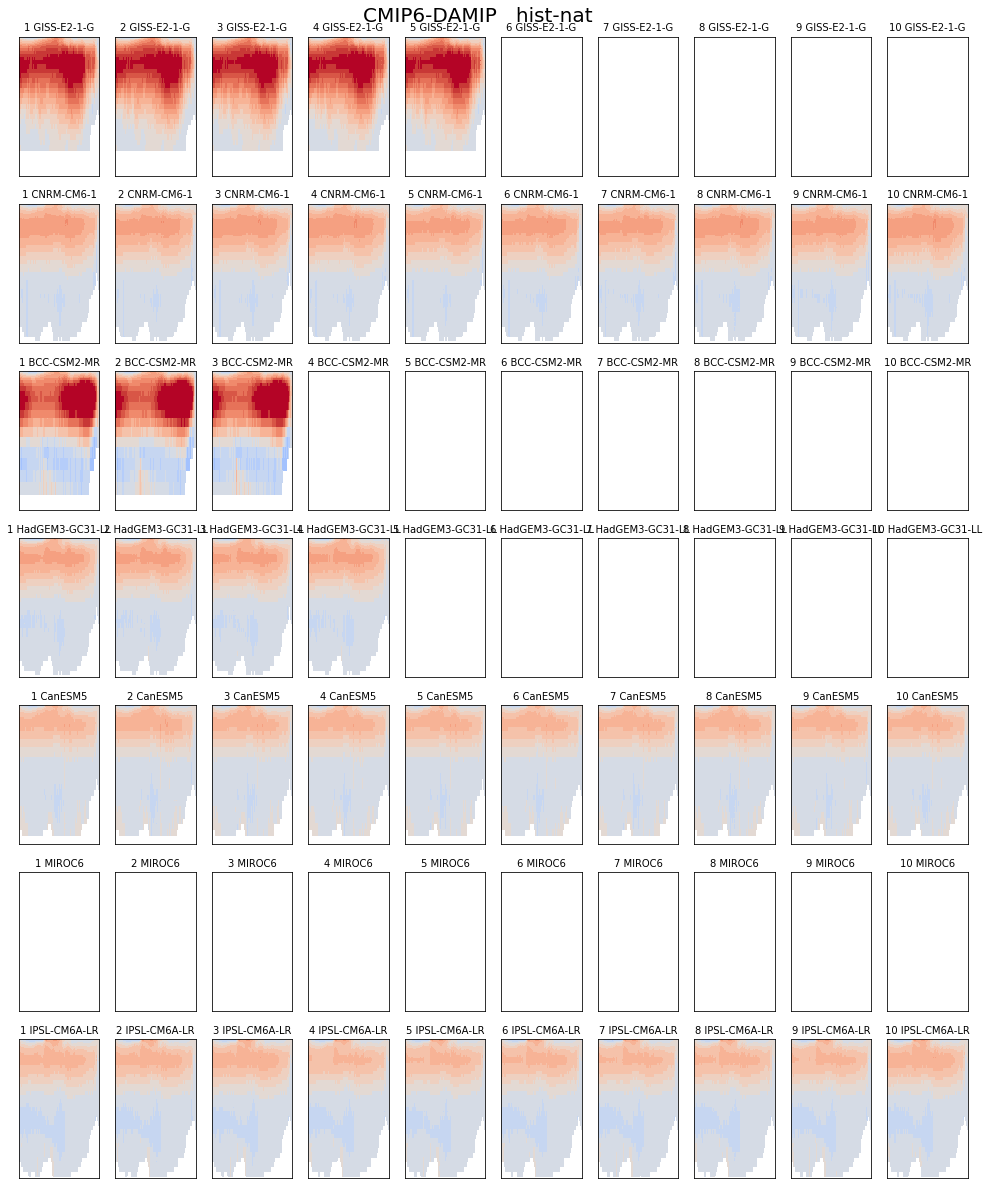 CMIP6-DAMIP   hist-nat
1 GISS-E2-1-G 2 GISS-E2-1-G 3 GISS-E2-1-G 4 GISS-E2-1-G 5 GISS-E2-1-G 6 GISS-E2-1-G 7 GISS-E2-1-G 8 GISS-E2-1-G 9 GISS-E2-1-G 10 GISS-E2-1-G
1 CNRM-CM6-1 2 CNRM-CM6-1 3 CNRM-CM6-1 4 CNRM-CM6-1 5 CNRM-CM6-1 6 CNRM-CM6-1 7 CNRM-CM6-1 8 CNRM-CM6-1 9 CNRM-CM6-1 10 CNRM-CM6-1
1 BCC-CSM2-MR 2 BCC-CSM2-MR 3 BCC-CSM2-MR 4 BCC-CSM2-MR 5 BCC-CSM2-MR 6 BCC-CSM2-MR 7 BCC-CSM2-MR 8 BCC-CSM2-MR 9 BCC-CSM2-MR 10 BCC-CSM2-MR
1 HadGEM3-GC31-LL 2 HadGEM3-GC31-LL 3 HadGEM3-GC31-LL 4 HadGEM3-GC31-LL 5 HadGEM3-GC31-LL 6 HadGEM3-GC31-LL 7 HadGEM3-GC31-LL 8 HadGEM3-GC31-LL 9 HadGEM3-GC31-LL 10 HadGEM3-GC31-LL
1 CanESM5 2 CanESM5 3 CanESM5 4 CanESM5 5 CanESM5 6 CanESM5 7 CanESM5 8 CanESM5 9 CanESM5 10 CanESM5
1 MIROC6 2 MIROC6 3 MIROC6 4 MIROC6 5 MIROC6 6 MIROC6 7 MIROC6 8 MIROC6 9 MIROC6 10 MIROC6
1 IPSL-CM6A-LR 2 IPSL-CM6A-LR 3 IPSL-CM6A-LR 4 IPSL-CM6A-LR 5 IPSL-CM6A-LR 6 IPSL-CM6A-LR 7 IPSL-CM6A-LR 8 IPSL-CM6A-LR 9 IPSL-CM6A-LR 10 IPSL-CM6A-LR